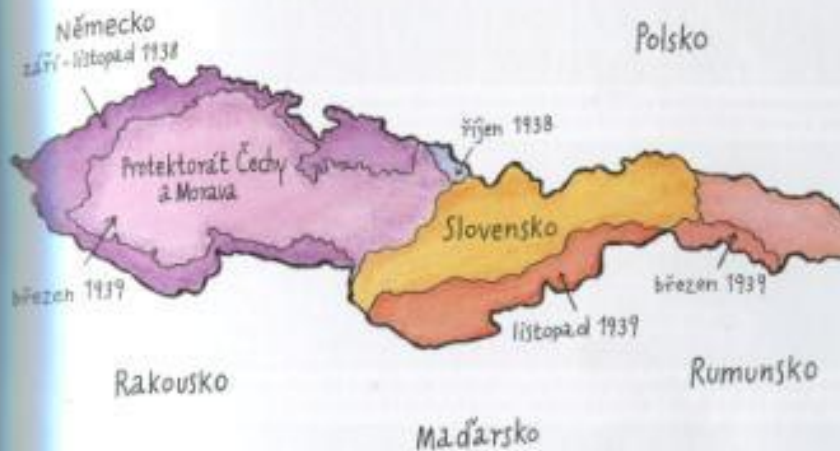 Německo
září-listopad 1938
Polsko
říjen 1938
Protektorát Čechy
a Morava
Slovensko
březen 1939
březen 1939
listopad 1939
Rakousko
Rumunsko
Maďarsko